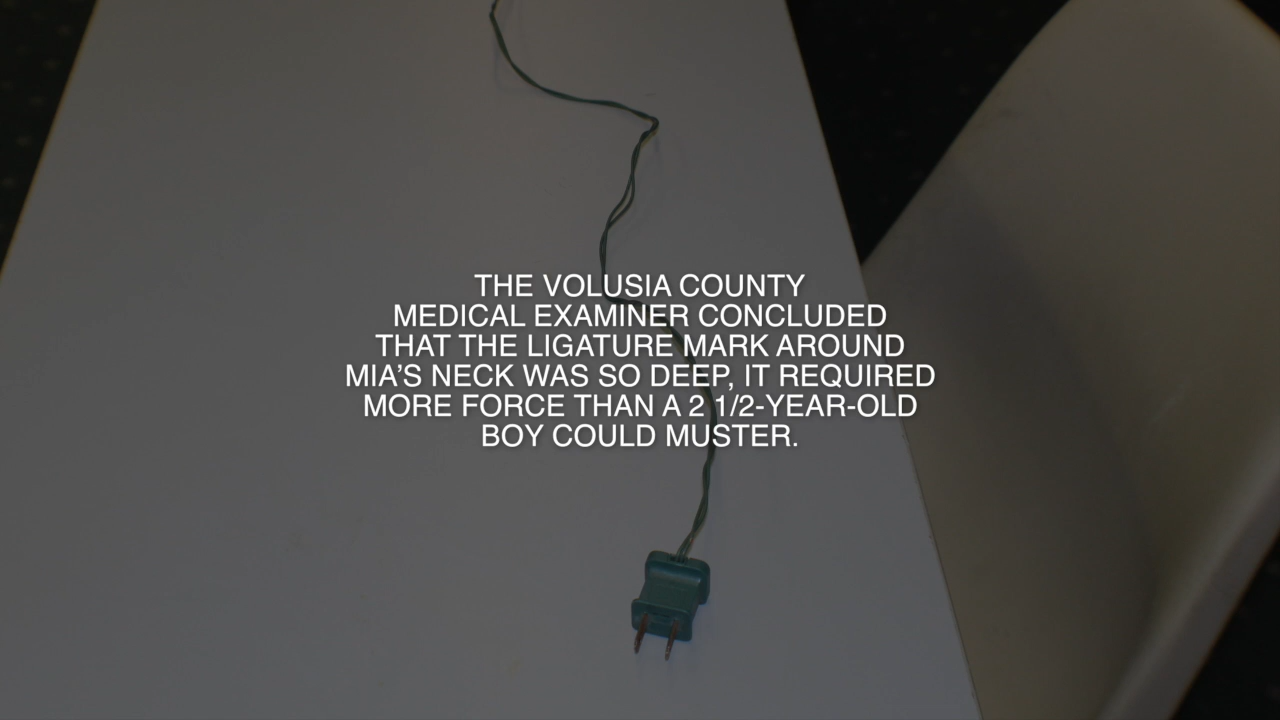 THE VOLUSIA COUNTY
MEDICAL EXAMINER CONCLUDED
THAT THE LIGATURE MARK AROUND
MIA’S NECK WAS SO DEEP, IT REQUIRED
MORE FORCE THAN A 2 1/2-YEAR-OLD
BOY COULD MUSTER.